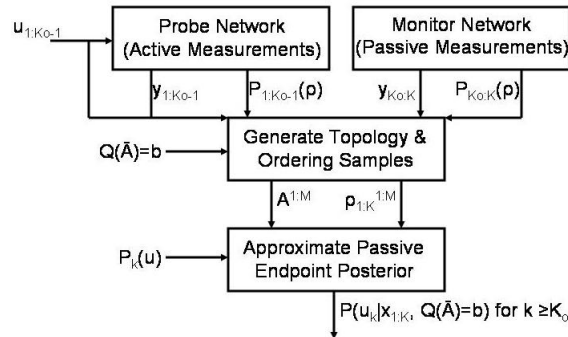 u1:Ko-1
Probe Network
(Active Measurements)
Monitor Network
(Passive Measurements)
y1:Ko-1
P1:Ko-1(ρ)
yKo:K
PKo:K(ρ)
Q(Ā)=b
Generate Topology &
Ordering Samples
A1:M
ρ1:K1:M
Pk(u)
Approximate Passive
Endpoint Posterior
P(uk|x1:K, Q(Ā)=b) for k ≥Ko